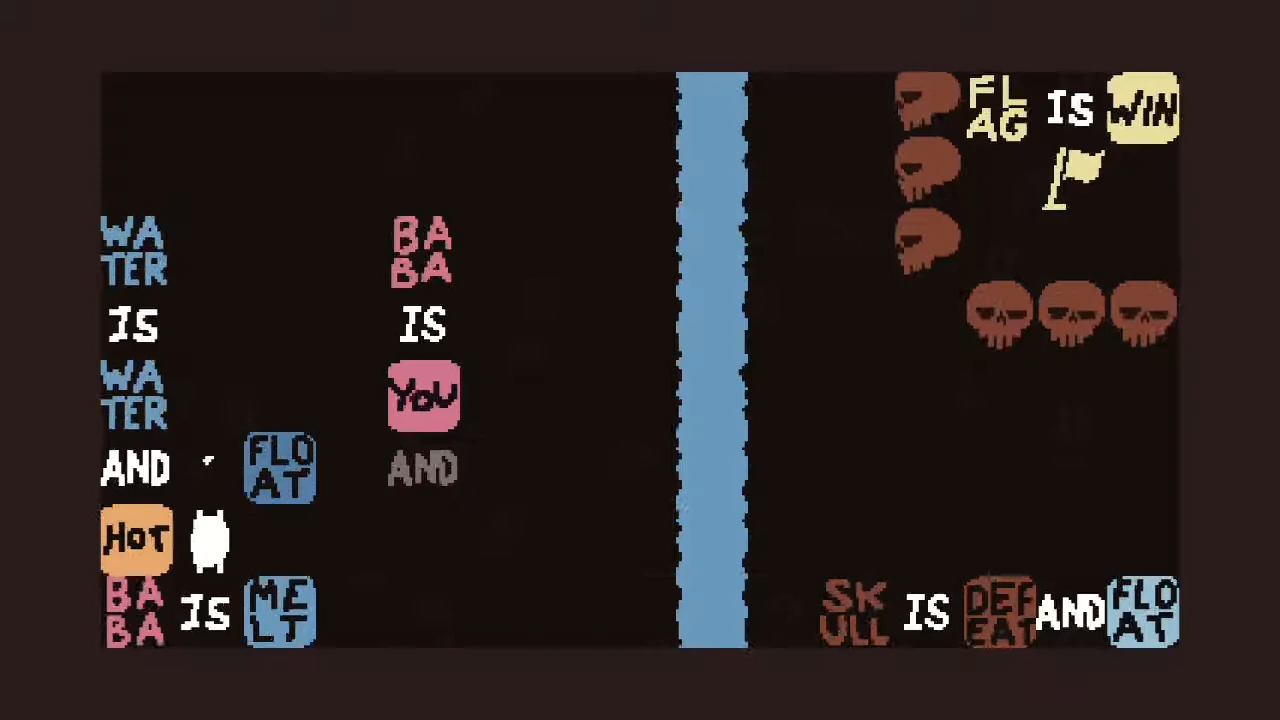 FLAG IS WIN
WATER IS WATER AND HOT
BABA IS YOU AND
FLOAT
BABA IS MELT
SKULL IS DEFEAT AND FLOAT